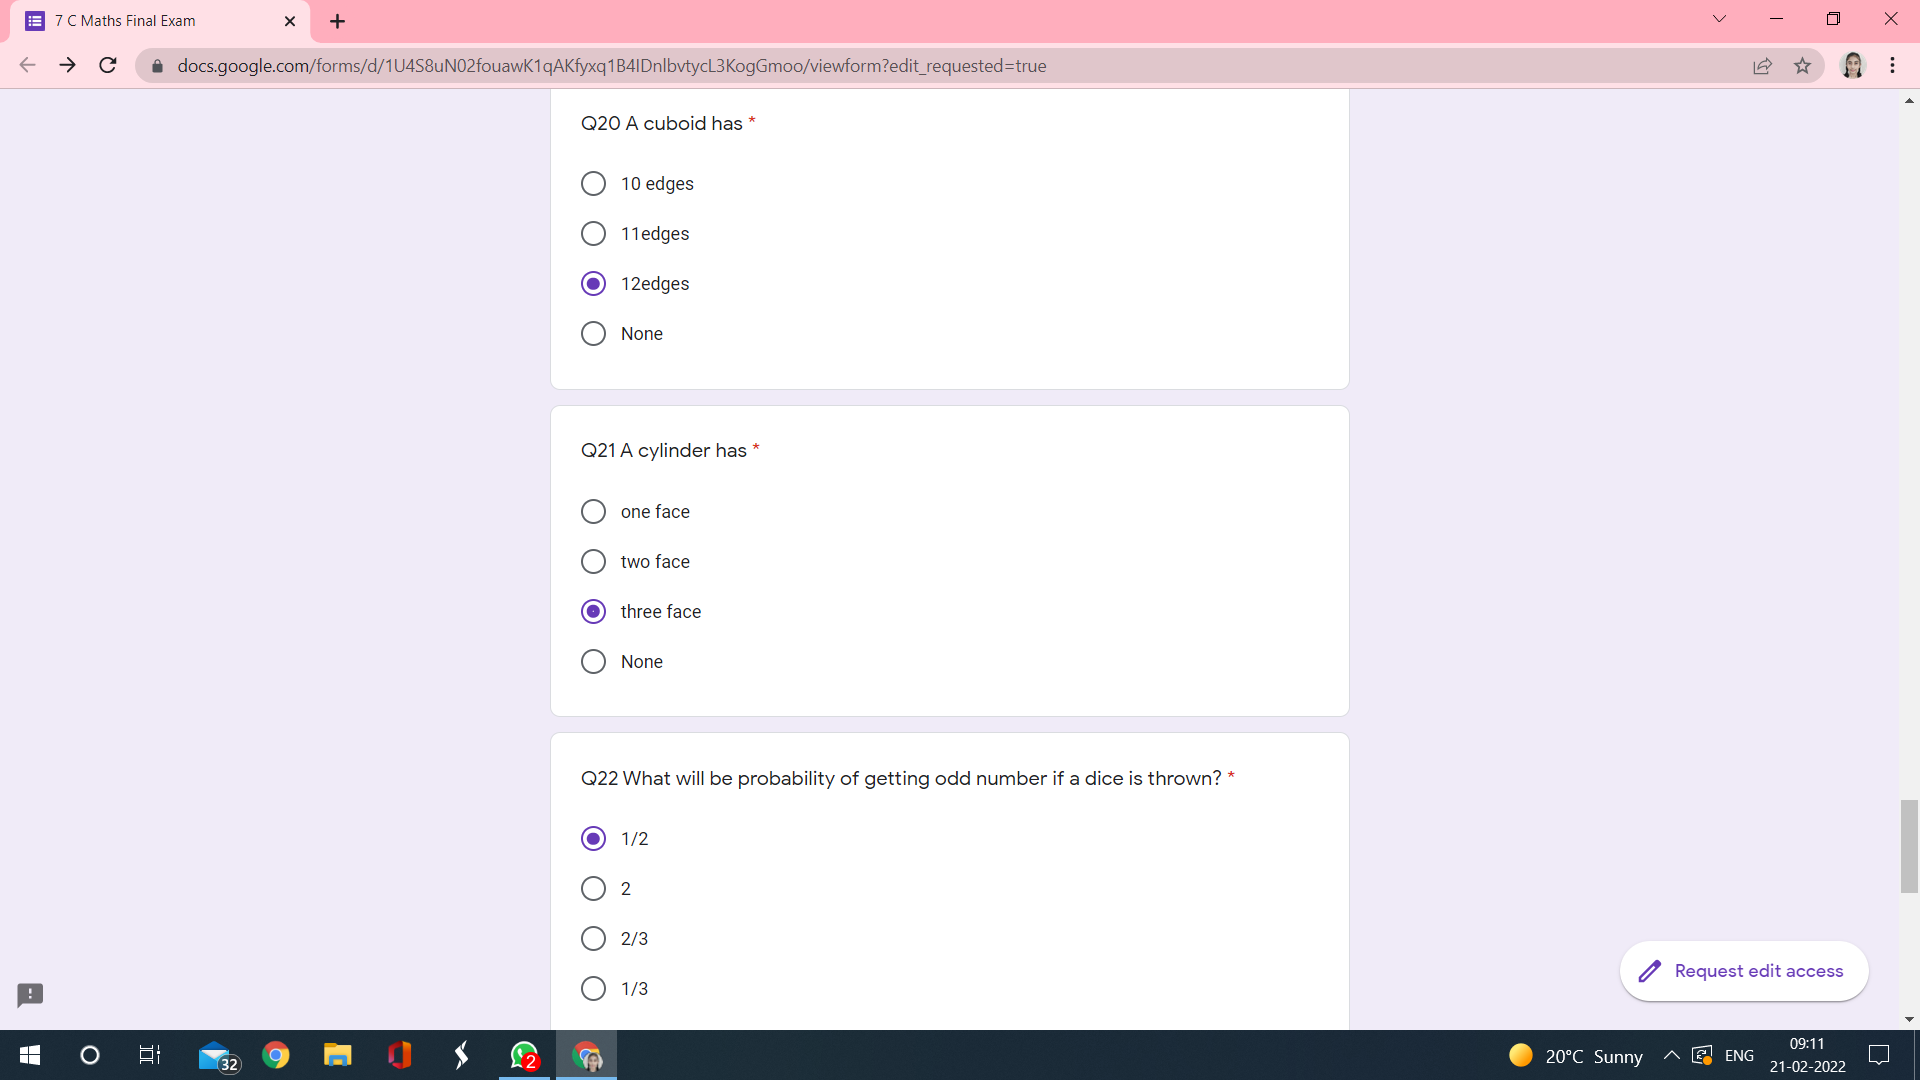 7 C Maths Final Exam
docs.google.com/forms/d/1U4S8uN02fouawK1qAKfyxq1B4IDnlbvtycL3KogGmoo/viewform?edit_requested=true
Q20 A cuboid has *
10 edges
11edges
12edges
None
Q21 A cylinder has *
one face
two face
three face
None
Q22 What will be probability of getting odd number if a dice is thrown? *
1/2
2
2/3
1/3
Request edit access
32
2
20°C Sunny
ENG
09:11
21-02-2022